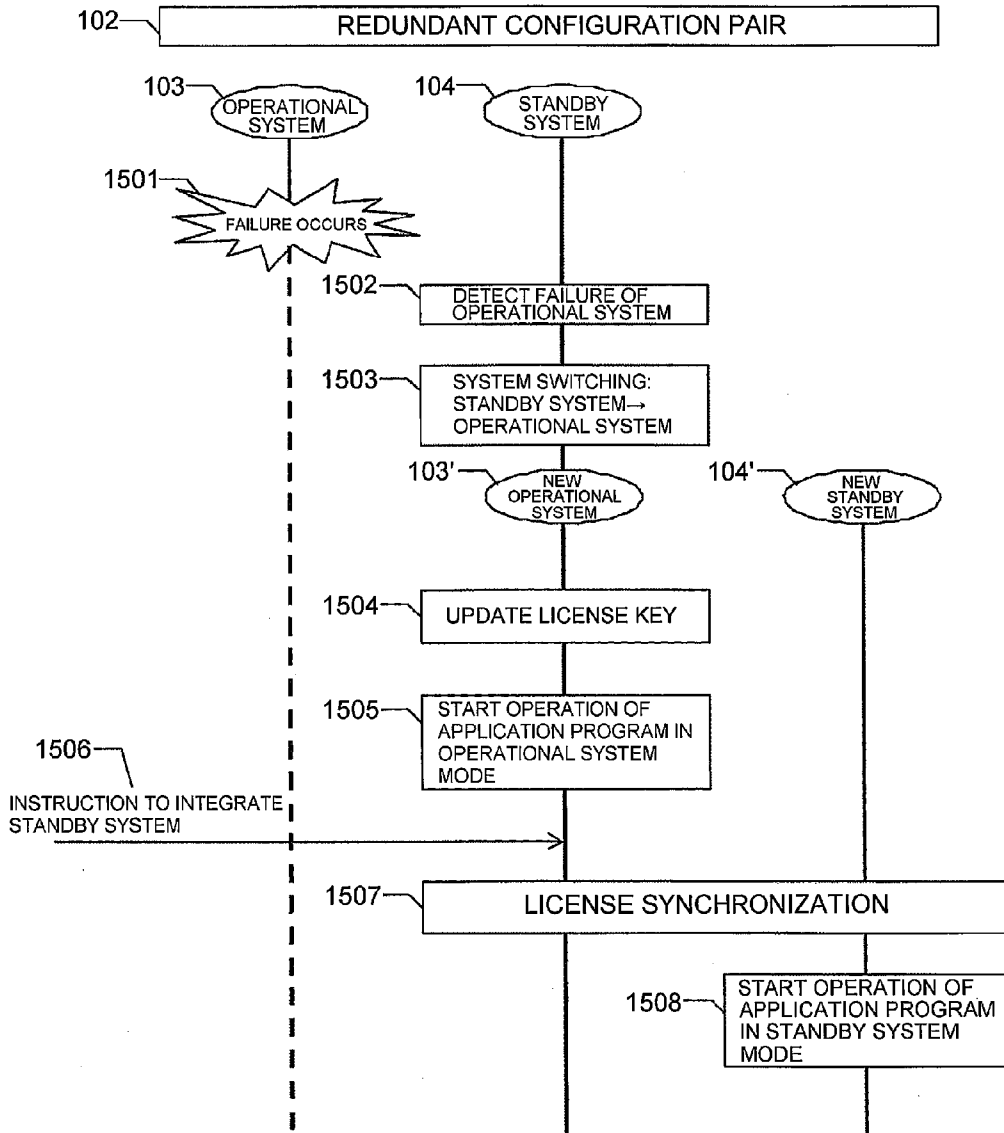 102
REDUNDANT CONFIGURATION PAIR
103
OPERATIONAL
SYSTEM
104
STANDBY
SYSTEM
1501
FAILURE OCCURS
1502
DETECT FAILURE OF
OPERATIONAL SYSTEM
1503
SYSTEM SWITCHING:
STANDBY SYSTEM→
OPERATIONAL SYSTEM
103'
NEW
OPERATIONAL
SYSTEM
104'
NEW
STANDBY
SYSTEM
1504
UPDATE LICENSE KEY
1505
START OPERATION OF
APPLICATION PROGRAM IN
OPERATIONAL SYSTEM
MODE
1506
INSTRUCTION TO INTEGRATE
STANDBY SYSTEM
1507
LICENSE SYNCHRONIZATION
1508
START OPERATION OF
APPLICATION PROGRAM
IN STANDBY SYSTEM
MODE